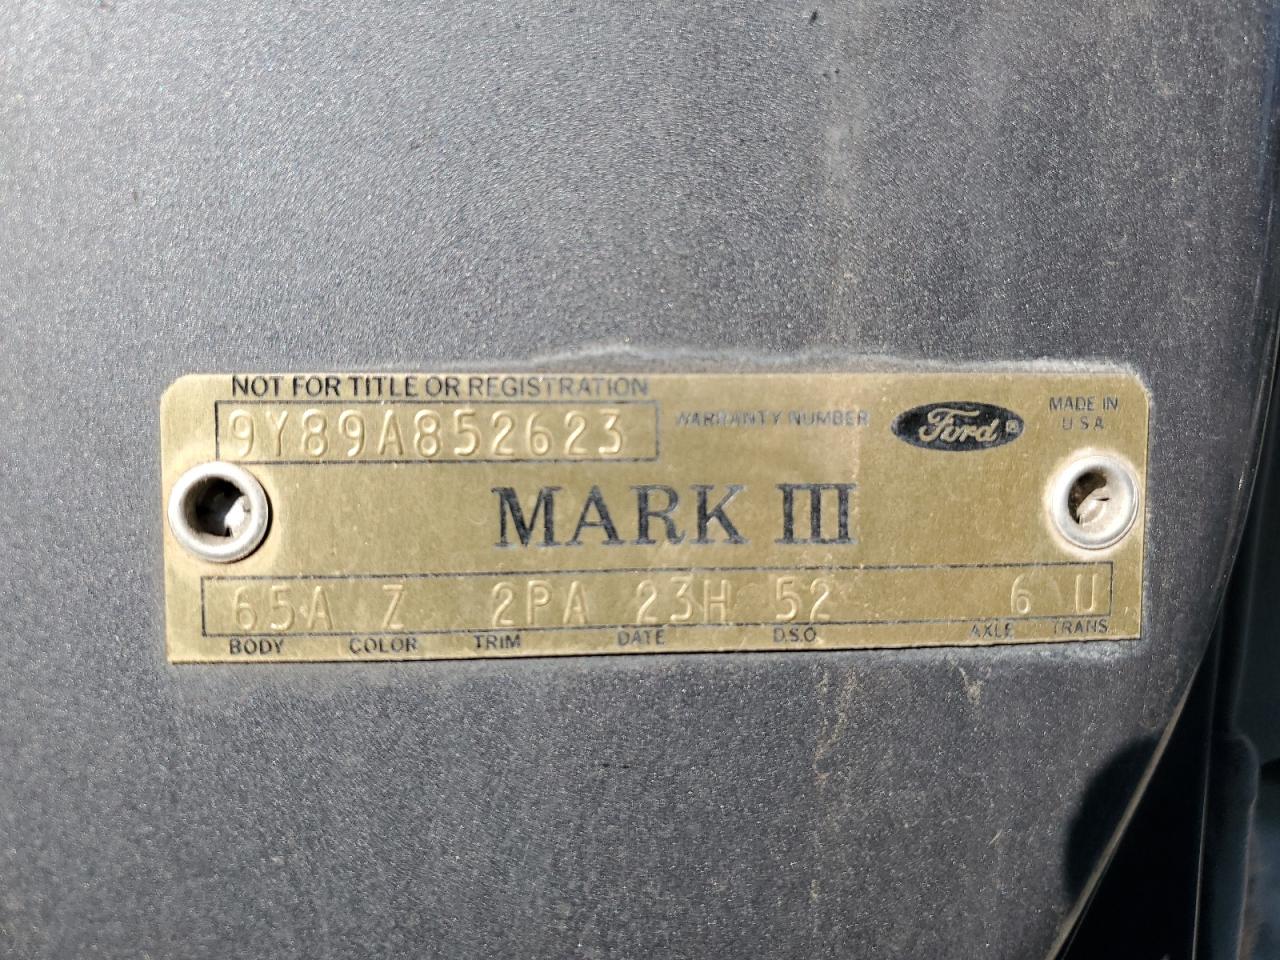 NOT FOR TITLE OR REGISTRATION
9Y89A852623 WARRANTY NUMBER Ford® MADE IN
U S A
MARK III
65A Z 2PA 23H 52 6 U
BODY COLOR TRIM DATE D.S.O. AXLE TRANS